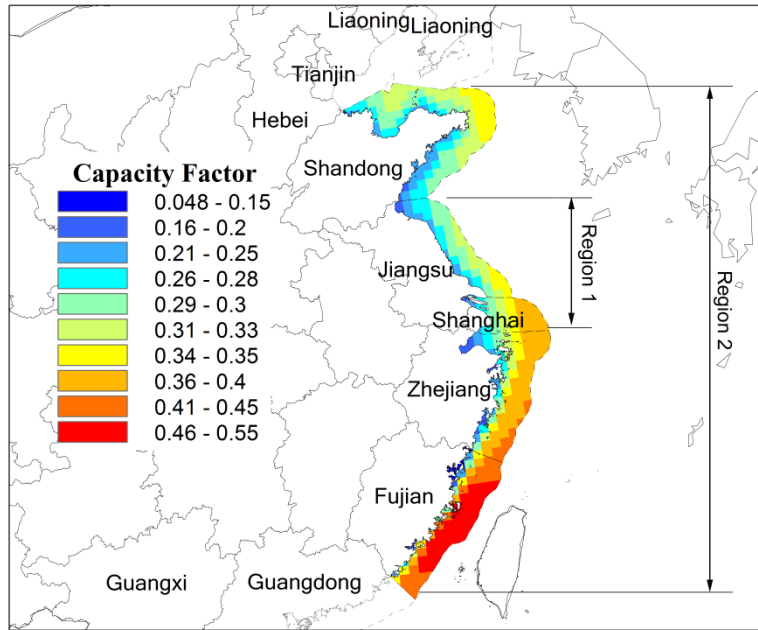 Liaoning
Liaoning
Tianjin
Hebei
Shandong
Capacity Factor
0.048 - 0.15
0.16 - 0.2
0.21 - 0.25
0.26 - 0.28
0.29 - 0.3
0.31 - 0.33
0.34 - 0.35
0.36 - 0.4
0.41 - 0.45
0.46 - 0.55
Jiangsu
Shanghai
Zhejiang
Fujian
Guangxi
Guangdong
Region 1
Region 2